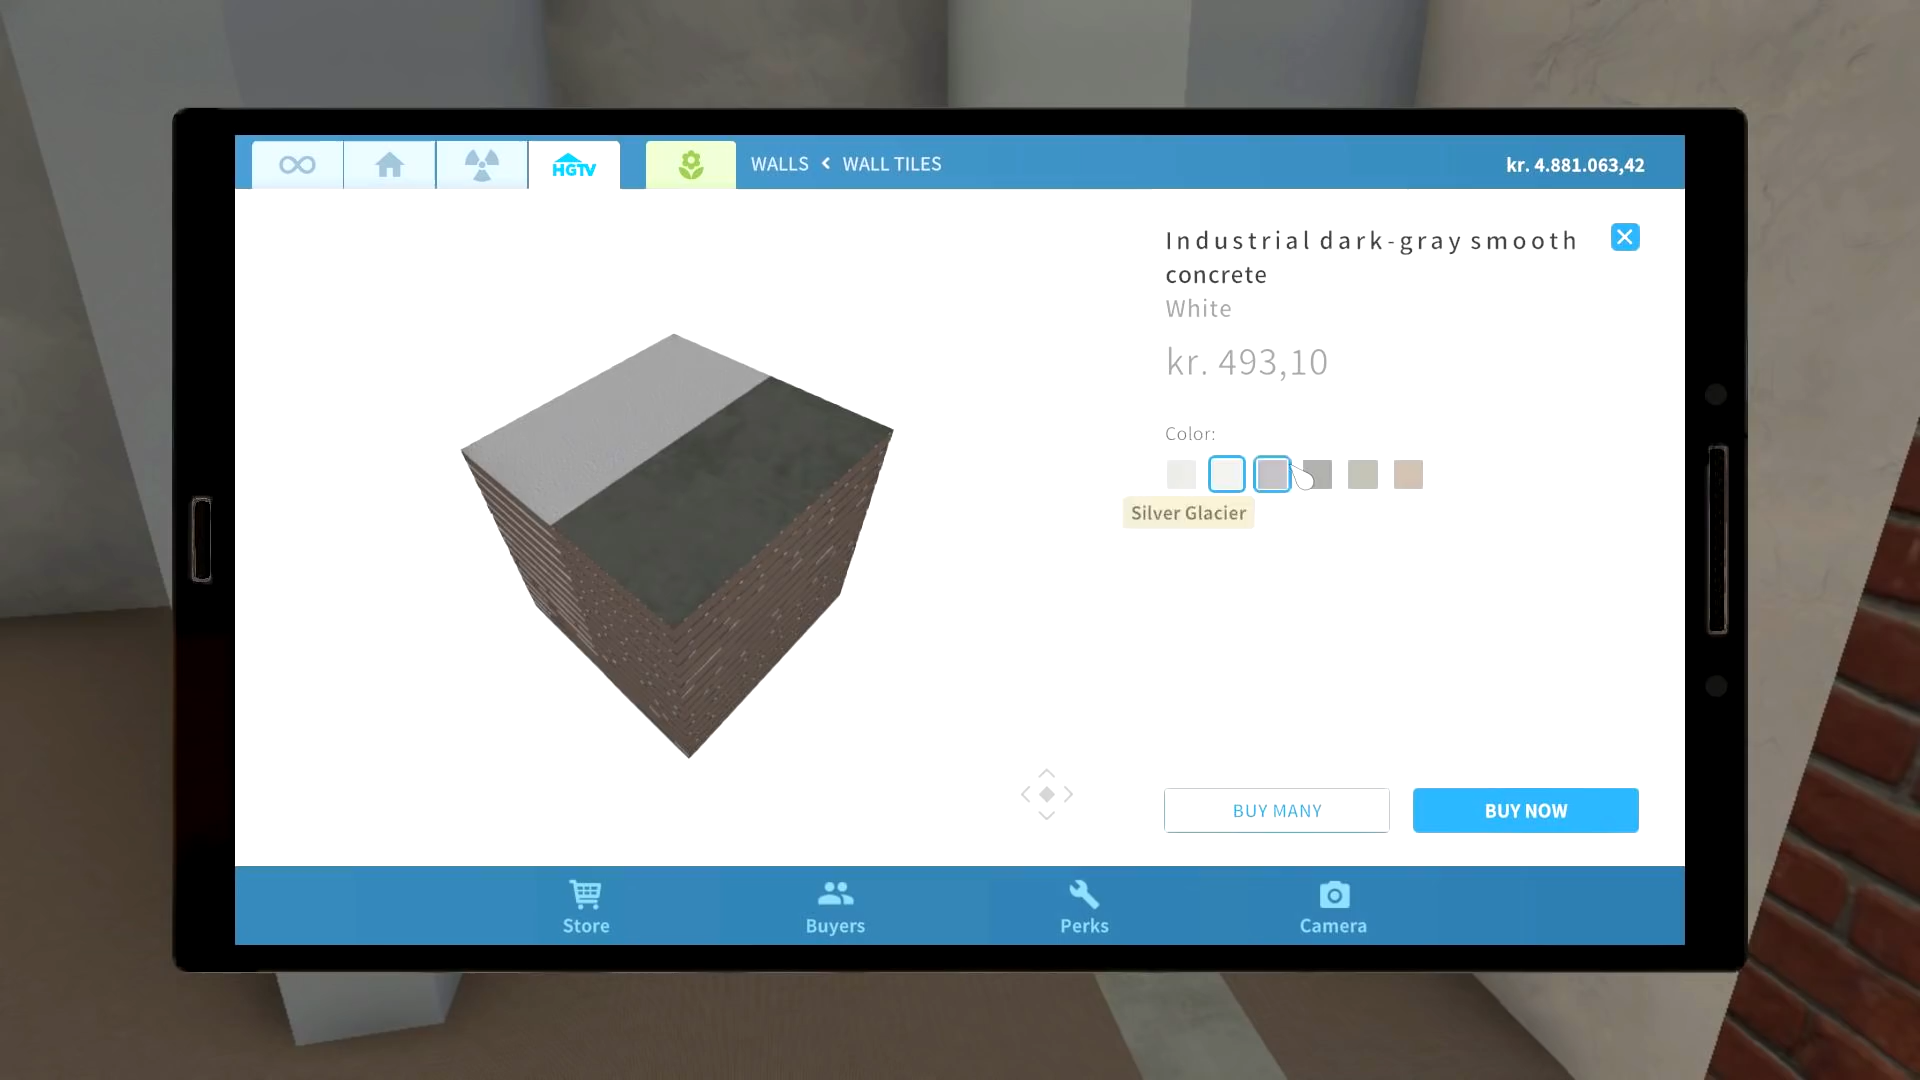 HGTV
WALLS < WALL TILES
kr. 4.881.063,42
Industrial dark-gray smooth
concrete
White
kr. 493,10
Color:
Silver Glacier
BUY MANY
BUY NOW
Store
Buyers
Perks
Camera